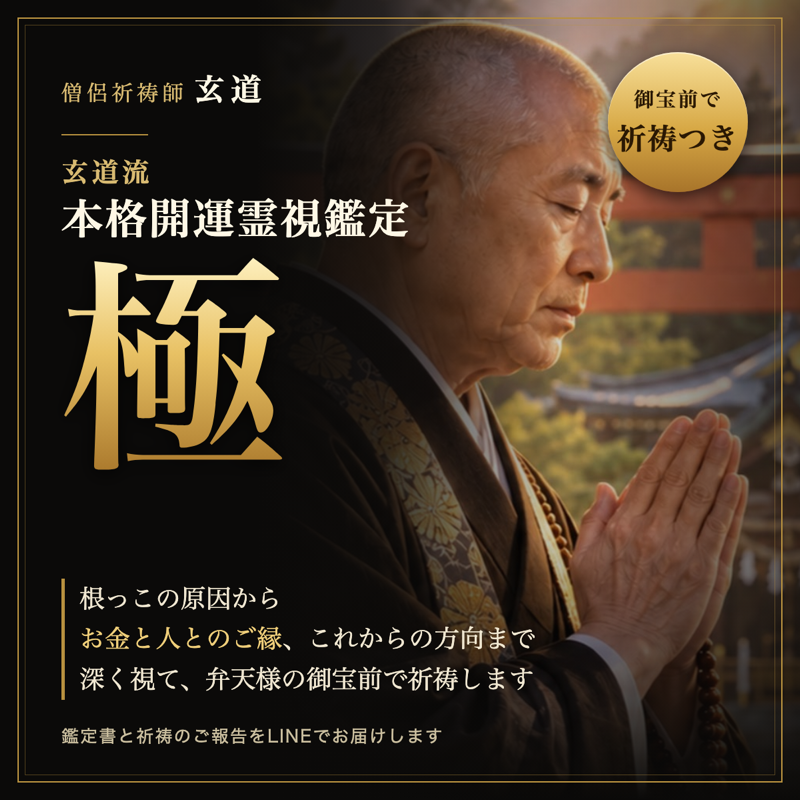 僧侶祈祷師 玄道
御宝前で
祈祷つき
玄道流
本格開運霊視鑑定
極
根っこの原因から
お金と人とのご縁、これからの方向まで
深く視て、弁天様の御宝前で祈祷します
鑑定書と祈祷のご報告をLINEでお届けします